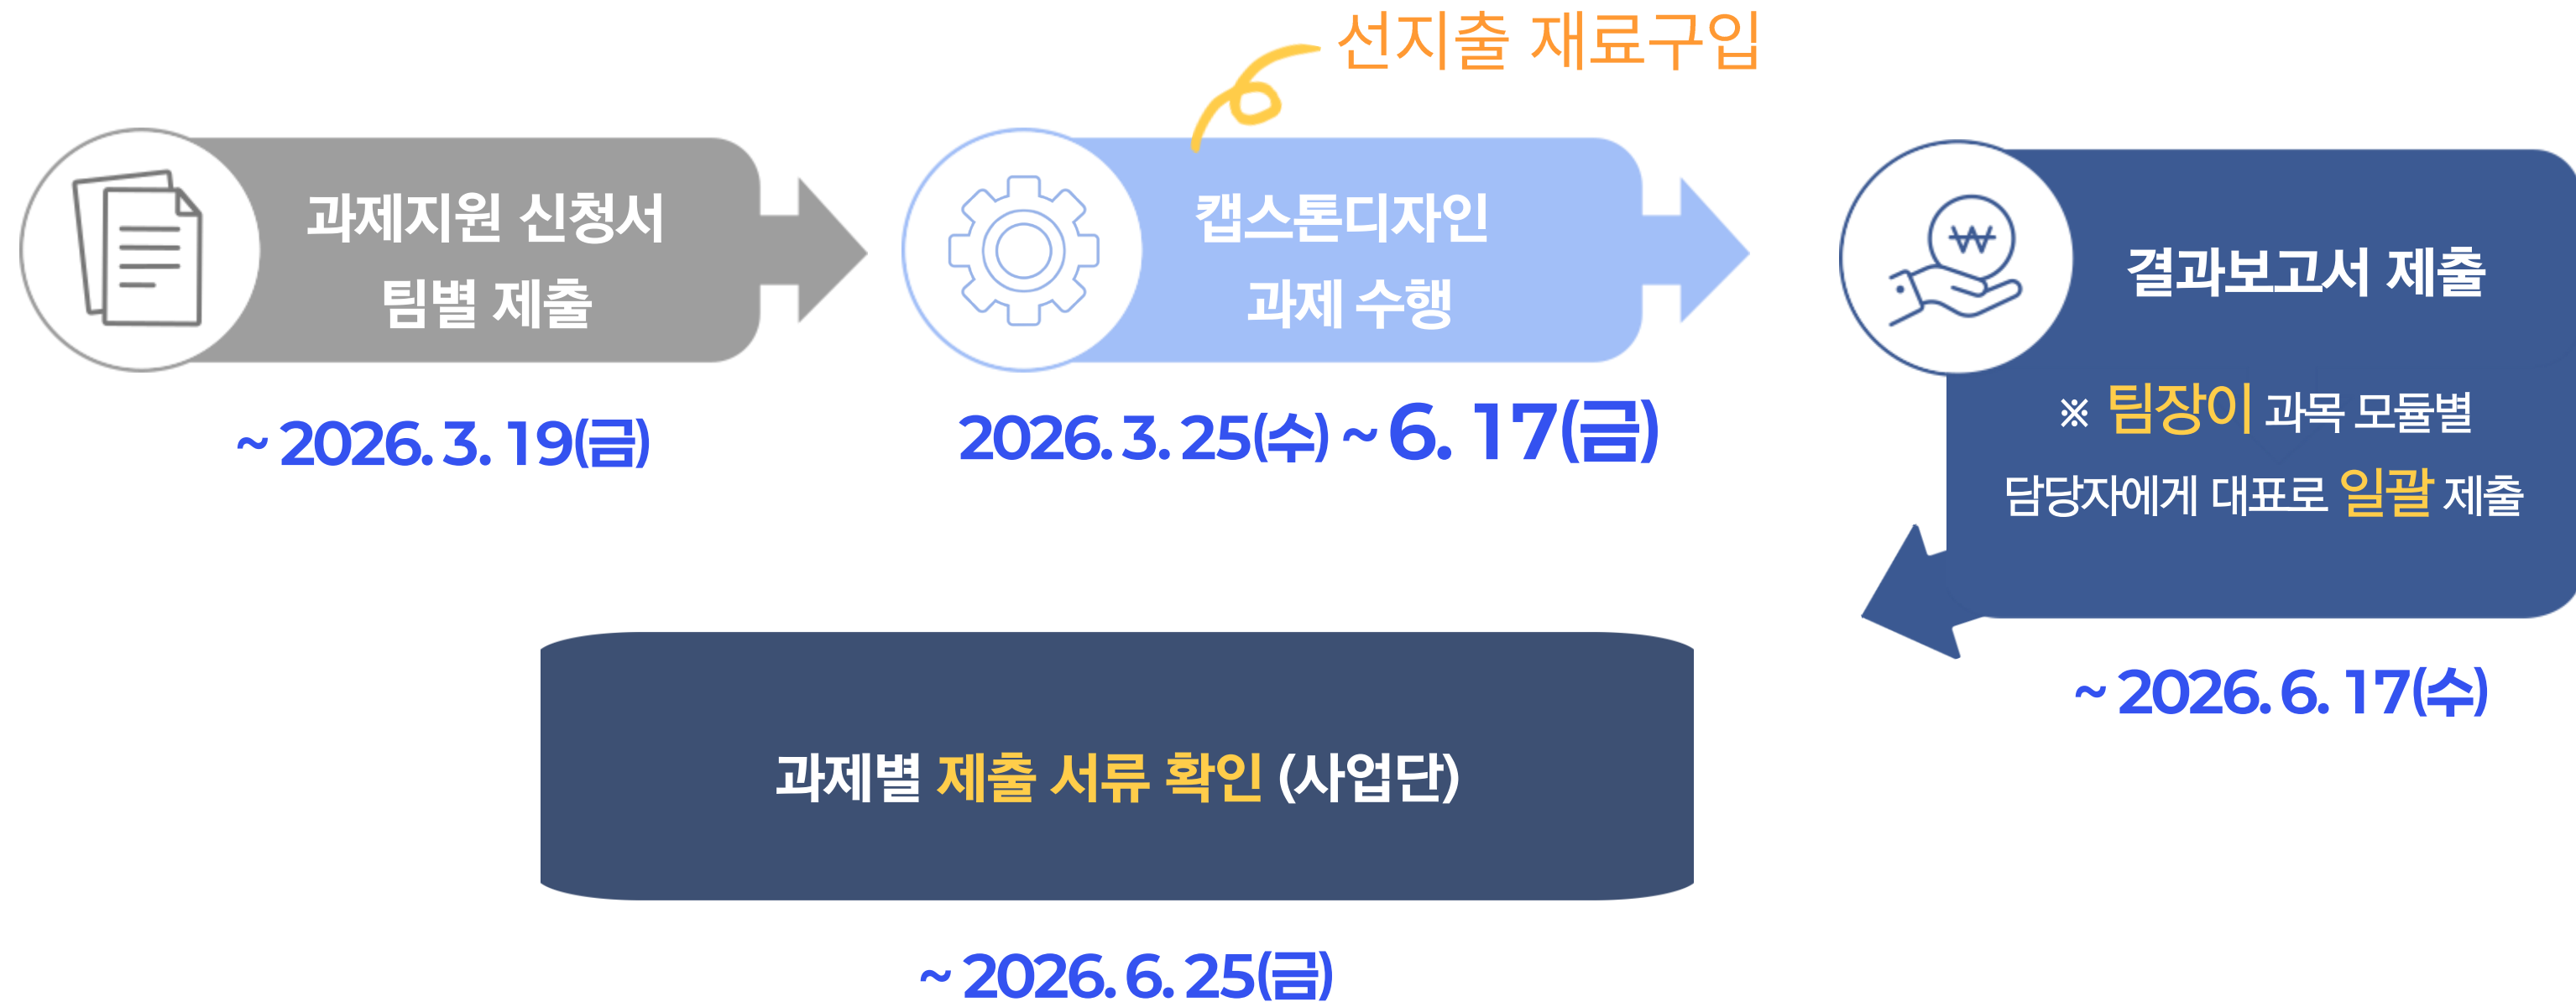 선지출 재료구입
과제지원 신청서
팀별 제출
~ 2026. 3. 19(금)
캡스톤디자인
과제 수행
2026. 3. 25(수) ~ 6. 17(금)
결과보고서 제출
※ 팀장이 과목 모듈별
담당자에게 대표로 일괄 제출
~ 2026. 6. 17(수)
과제별 제출 서류 확인 (사업단)
~ 2026. 6. 25(금)